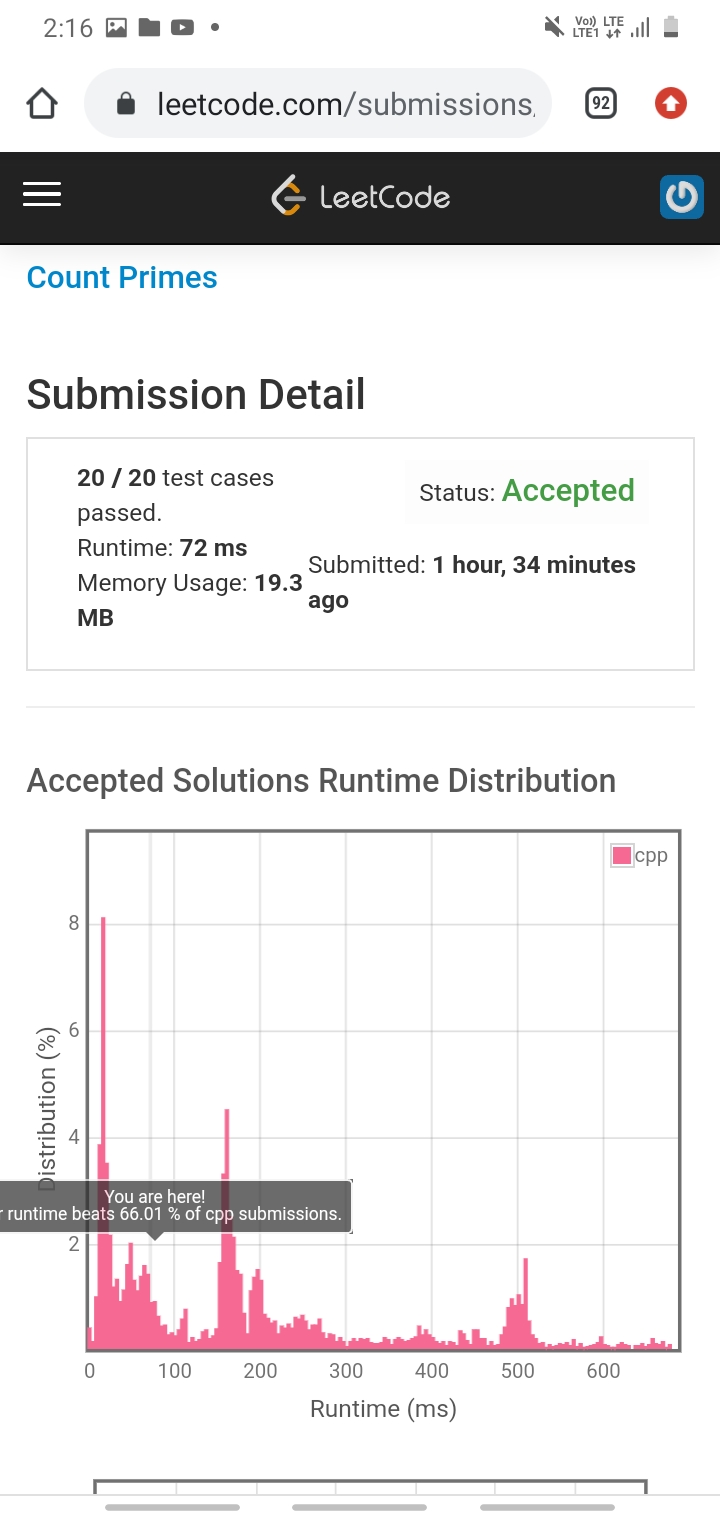 2:16
Vo)) LTE
LTE1
leetcode.com/submissions
92
LeetCode
Count Primes
Submission Detail
20 / 20 test cases
passed.
Status: Accepted
Runtime: 72 ms
Memory Usage: 19.3
MB
Submitted: 1 hour, 34 minutes
ago
Accepted Solutions Runtime Distribution
cpp
8
6
4
2
Distribution (%)
You are here!
r runtime beats 66.01 % of cpp submissions.
0 100 200 300 400 500 600
Runtime (ms)